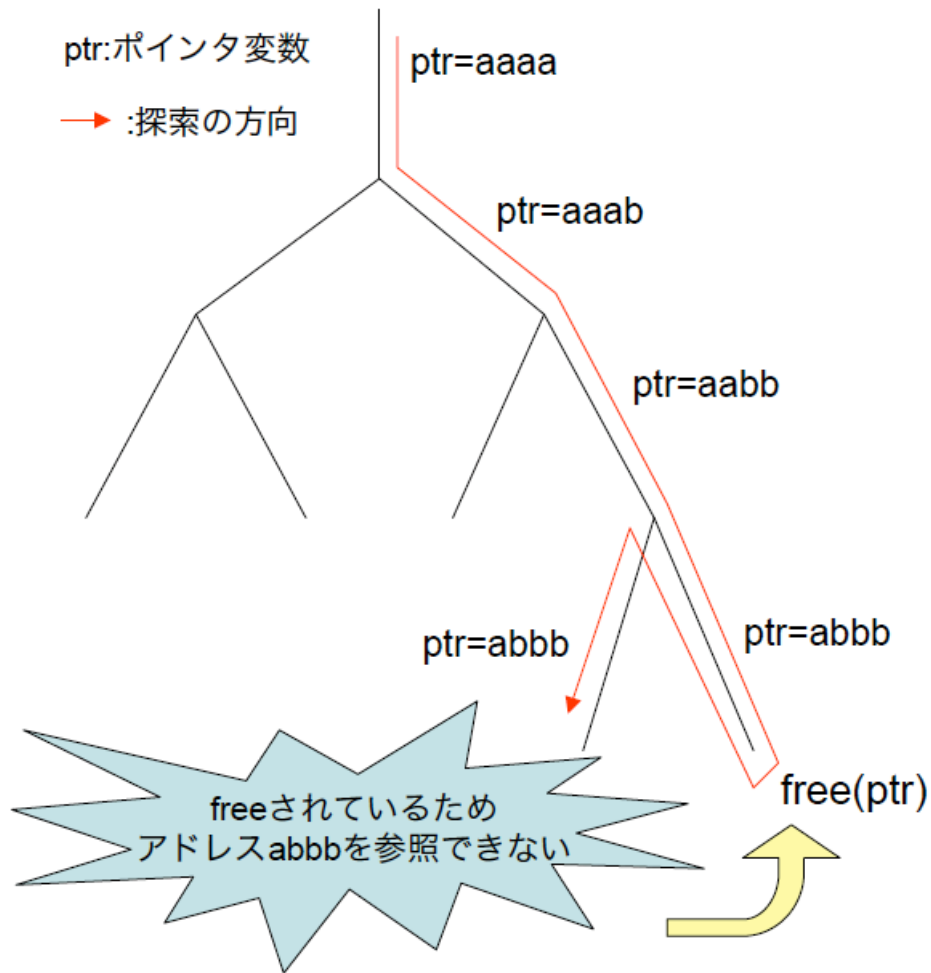 ptr:ポインタ変数
:探索の方向
ptr=aaaa
ptr=aaab
ptr=aabb
ptr=abbb
ptr=abbb
free(ptr)
freeされているため
アドレスabbbを参照できない